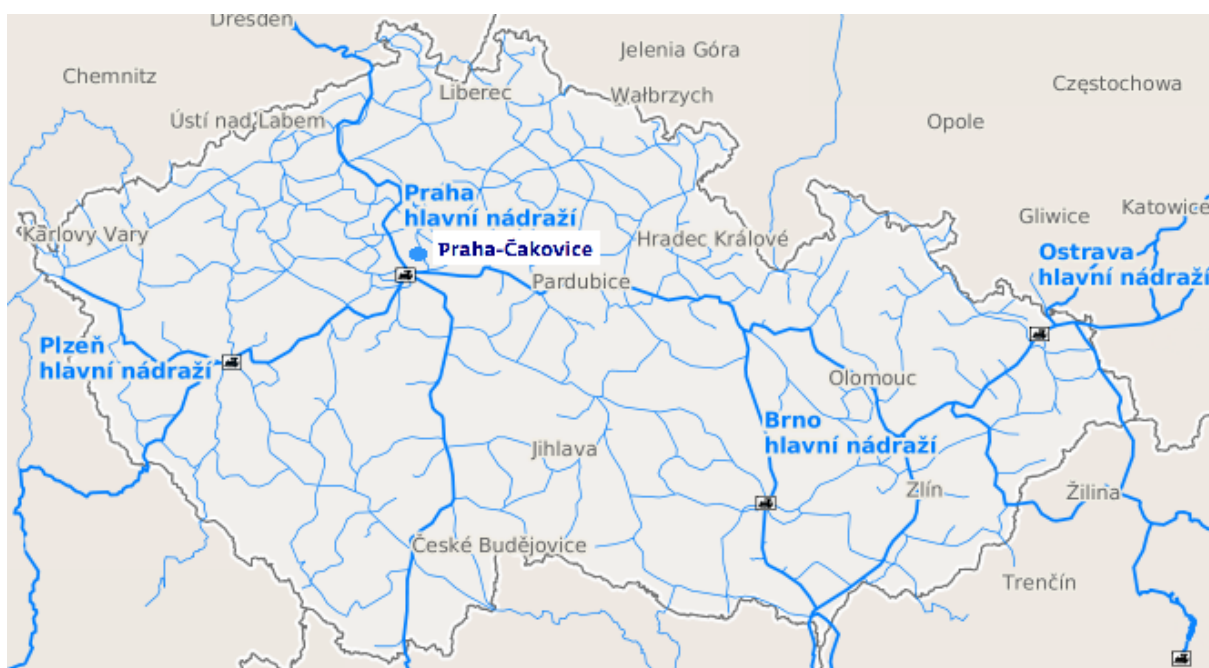 Dresden
Jelenia Góra
Chemnitz
Częstochowa
Liberec
Wałbrzych
Ústí nad Labem
Opole
Praha
hlavní nádraží
Katowice
Gliwice
Karlovy Vary
Praha-Čakovice
Hradec Králové
Ostrava
hlavní nádraží
Pardubice
Plzeň
hlavní nádraží
Olomouc
Brno
hlavní nádraží
Jihlava
Zlín
Žilina
České Budějovice
Trenčín